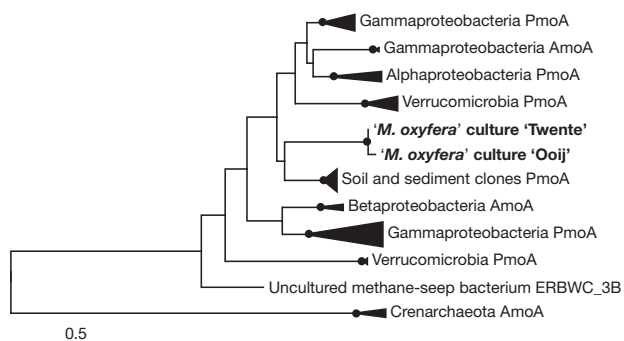 Gammaproteobacteria PmoA
Gammaproteobacteria AmoA
Alphaproteobacteria PmoA
Verrucomicrobia PmoA
‘M. oxyfera’ culture ‘Twente’
‘M. oxyfera’ culture ‘Ooij’
Soil and sediment clones PmoA
Betaproteobacteria AmoA
Gammaproteobacteria PmoA
Verrucomicrobia PmoA
Uncultured methane-seep bacterium ERBWC_3B
Crenarchaeota AmoA
0.5